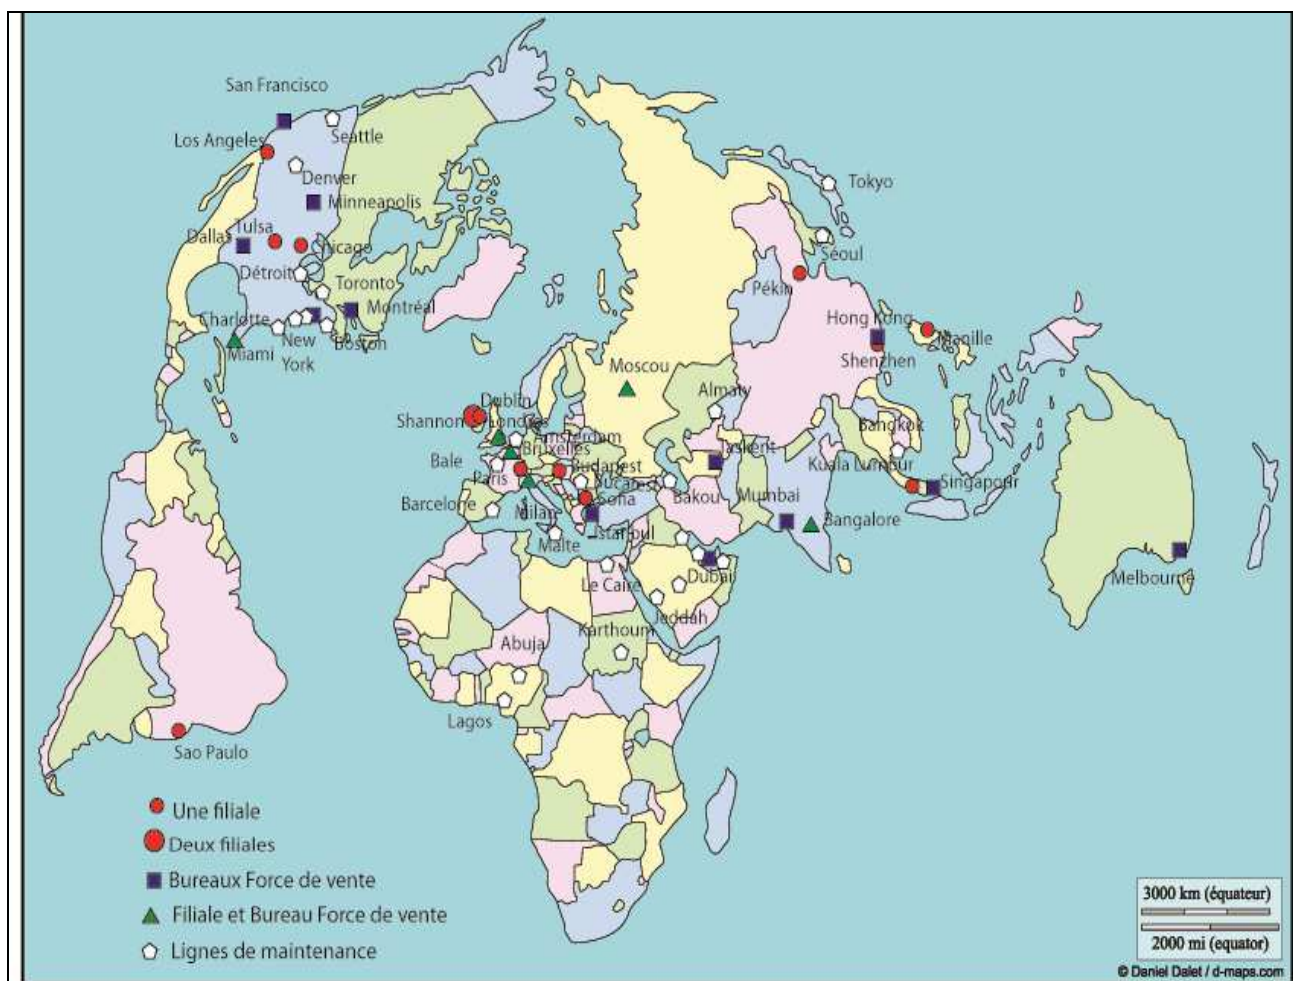 San Francisco
Los Angeles
Seattle
Denver
Minneapolis
Tokyo
Dallas
Tulsa
Chicago
Séoul
Détroit
Toronto
Pékin
Montréal
Hong Kong
Charlotte
New
York
Boston
Miami
Manille
Shenzhen
Moscou
Almaty
Dublin
Shannon
Londres
Amsterdam
Bangkok
Bruxelles
Taskent
Bale
Budapest
Kuala Lumpur
Paris
Bucarest
Singapour
Sofia
Bakou
Mumbai
Barcelone
Milan
Bangalore
Istanbul
Malte
Le Caire
Dubai
Melbourne
Jeddah
Karthoum
Abuja
Lagos
Sao Paulo
Une filiale
Deux filiales
Bureaux Force de vente
Filiale et Bureau Force de vente
Lignes de maintenance
3000 km (équateur)
2000 mi (equator)
© Daniel Dalet / d-maps.com